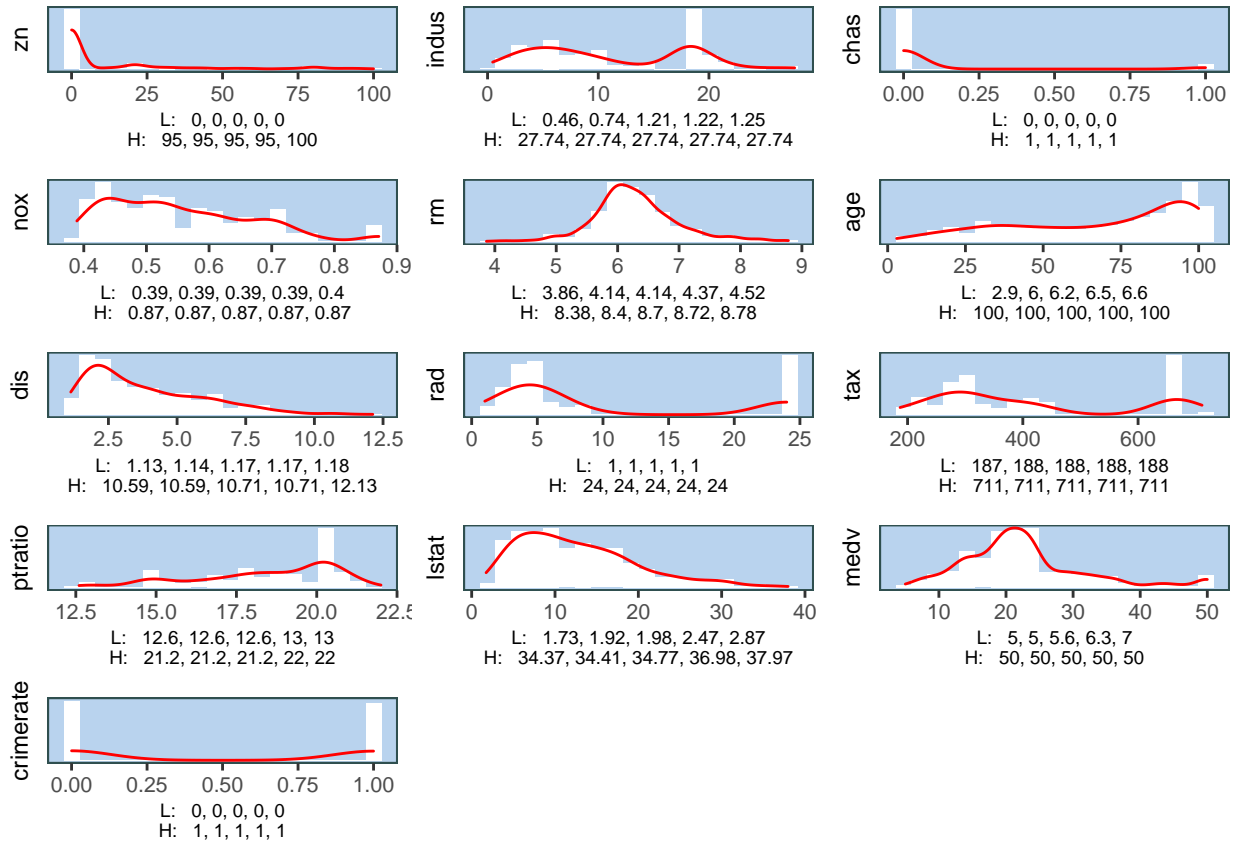 zn
0 25 50 75 100
L: 0, 0, 0, 0, 0
H: 95, 95, 95, 95, 100
indus
0 10 20
L: 0.46, 0.74, 1.21, 1.22, 1.25
H: 27.74, 27.74, 27.74, 27.74, 27.74
chas
0.00 0.25 0.50 0.75 1.00
L: 0, 0, 0, 0, 0
H: 1, 1, 1, 1, 1
nox
0.4 0.5 0.6 0.7 0.8 0.9
L: 0.39, 0.39, 0.39, 0.39, 0.4
H: 0.87, 0.87, 0.87, 0.87, 0.87
rm
4 5 6 7 8 9
L: 3.86, 4.14, 4.14, 4.37, 4.52
H: 8.38, 8.4, 8.7, 8.72, 8.78
age
0 25 50 75 100
L: 2.9, 6, 6.2, 6.5, 6.6
H: 100, 100, 100, 100, 100
dis
2.5 5.0 7.5 10.0 12.5
L: 1.13, 1.14, 1.17, 1.17, 1.18
H: 10.59, 10.59, 10.71, 10.71, 12.13
rad
0 5 10 15 20 25
L: 1, 1, 1, 1, 1
H: 24, 24, 24, 24, 24
tax
200 400 600
L: 187, 188, 188, 188, 188
H: 711, 711, 711, 711, 711
ptratio
12.5 15.0 17.5 20.0 22.5
L: 12.6, 12.6, 12.6, 13, 13
H: 21.2, 21.2, 21.2, 22, 22
lstat
0 10 20 30 40
L: 1.73, 1.92, 1.98, 2.47, 2.87
H: 34.37, 34.41, 34.77, 36.98, 37.97
medv
10 20 30 40 50
L: 5, 5, 5.6, 6.3, 7
H: 50, 50, 50, 50, 50
crimerate
0.00 0.25 0.50 0.75 1.00
L: 0, 0, 0, 0, 0
H: 1, 1, 1, 1, 1